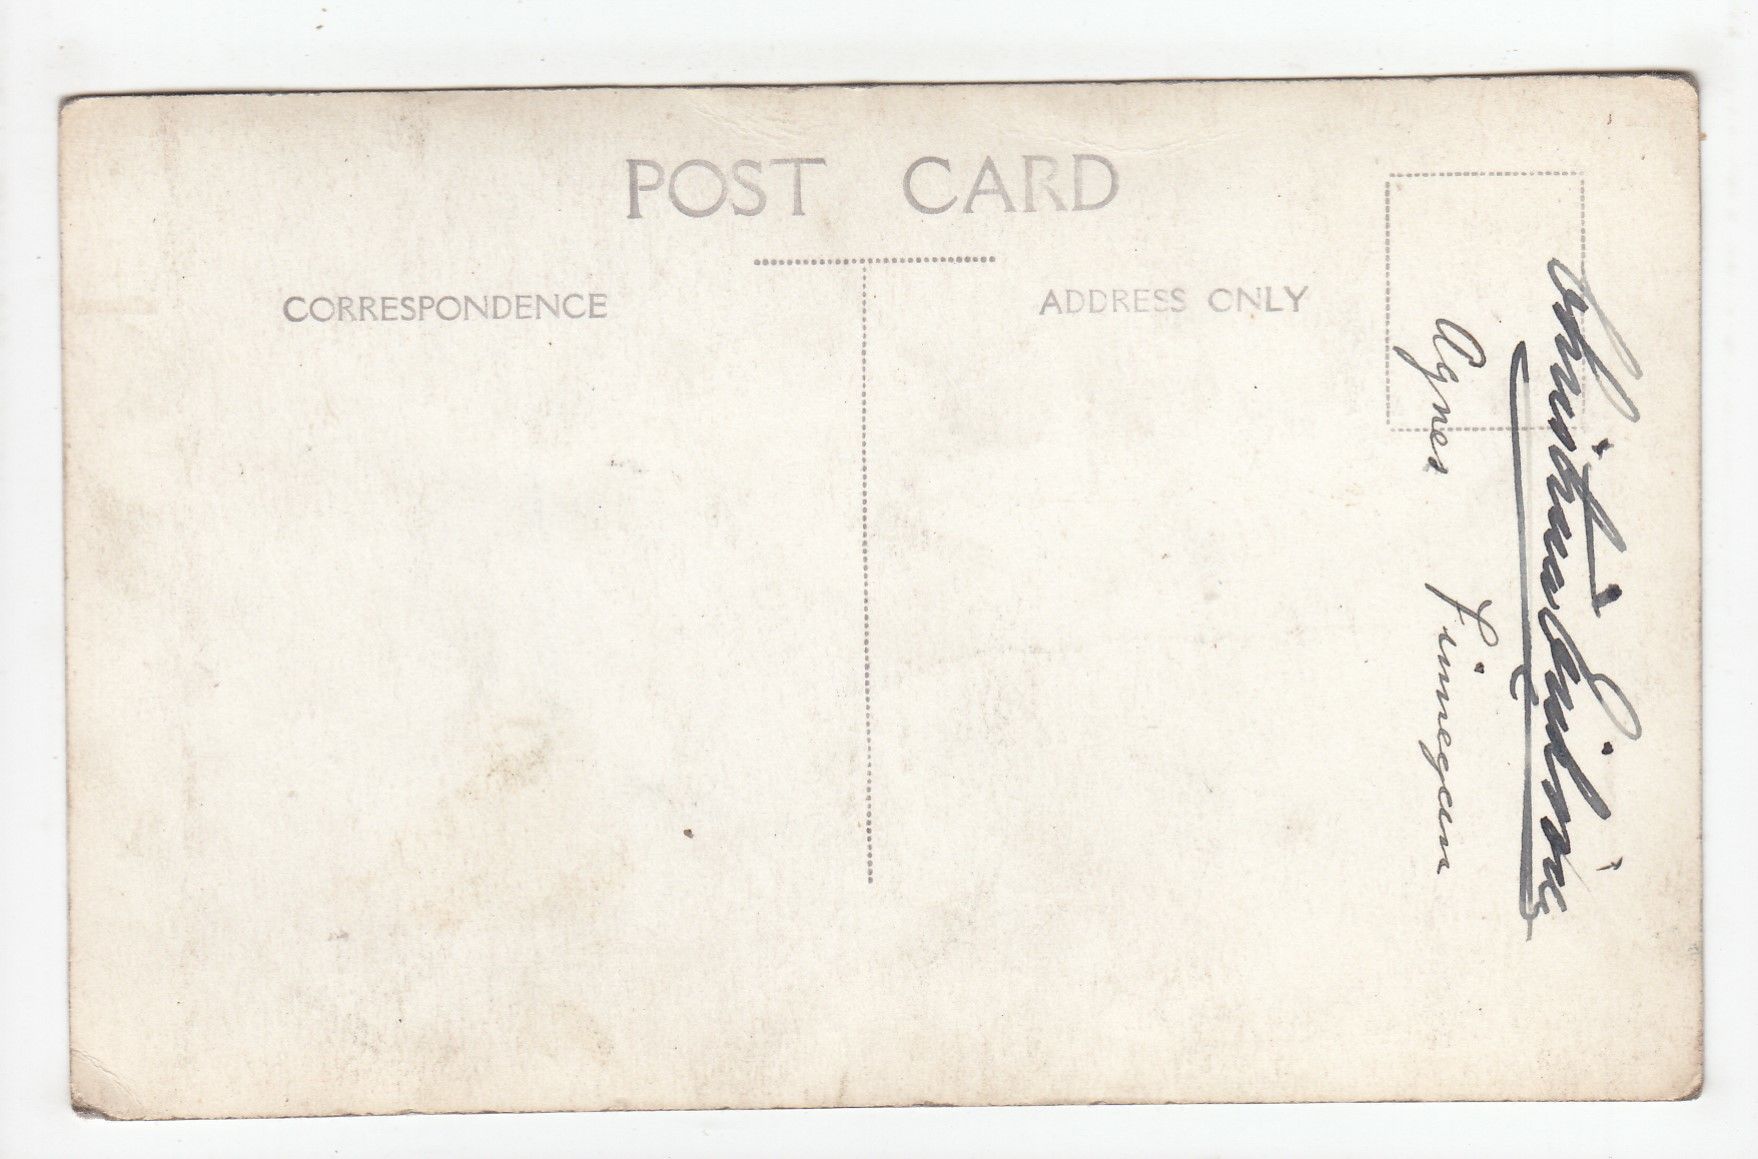 POST CARD
CORRESPONDENCE
ADDRESS ONLY
Agnes Finnegan